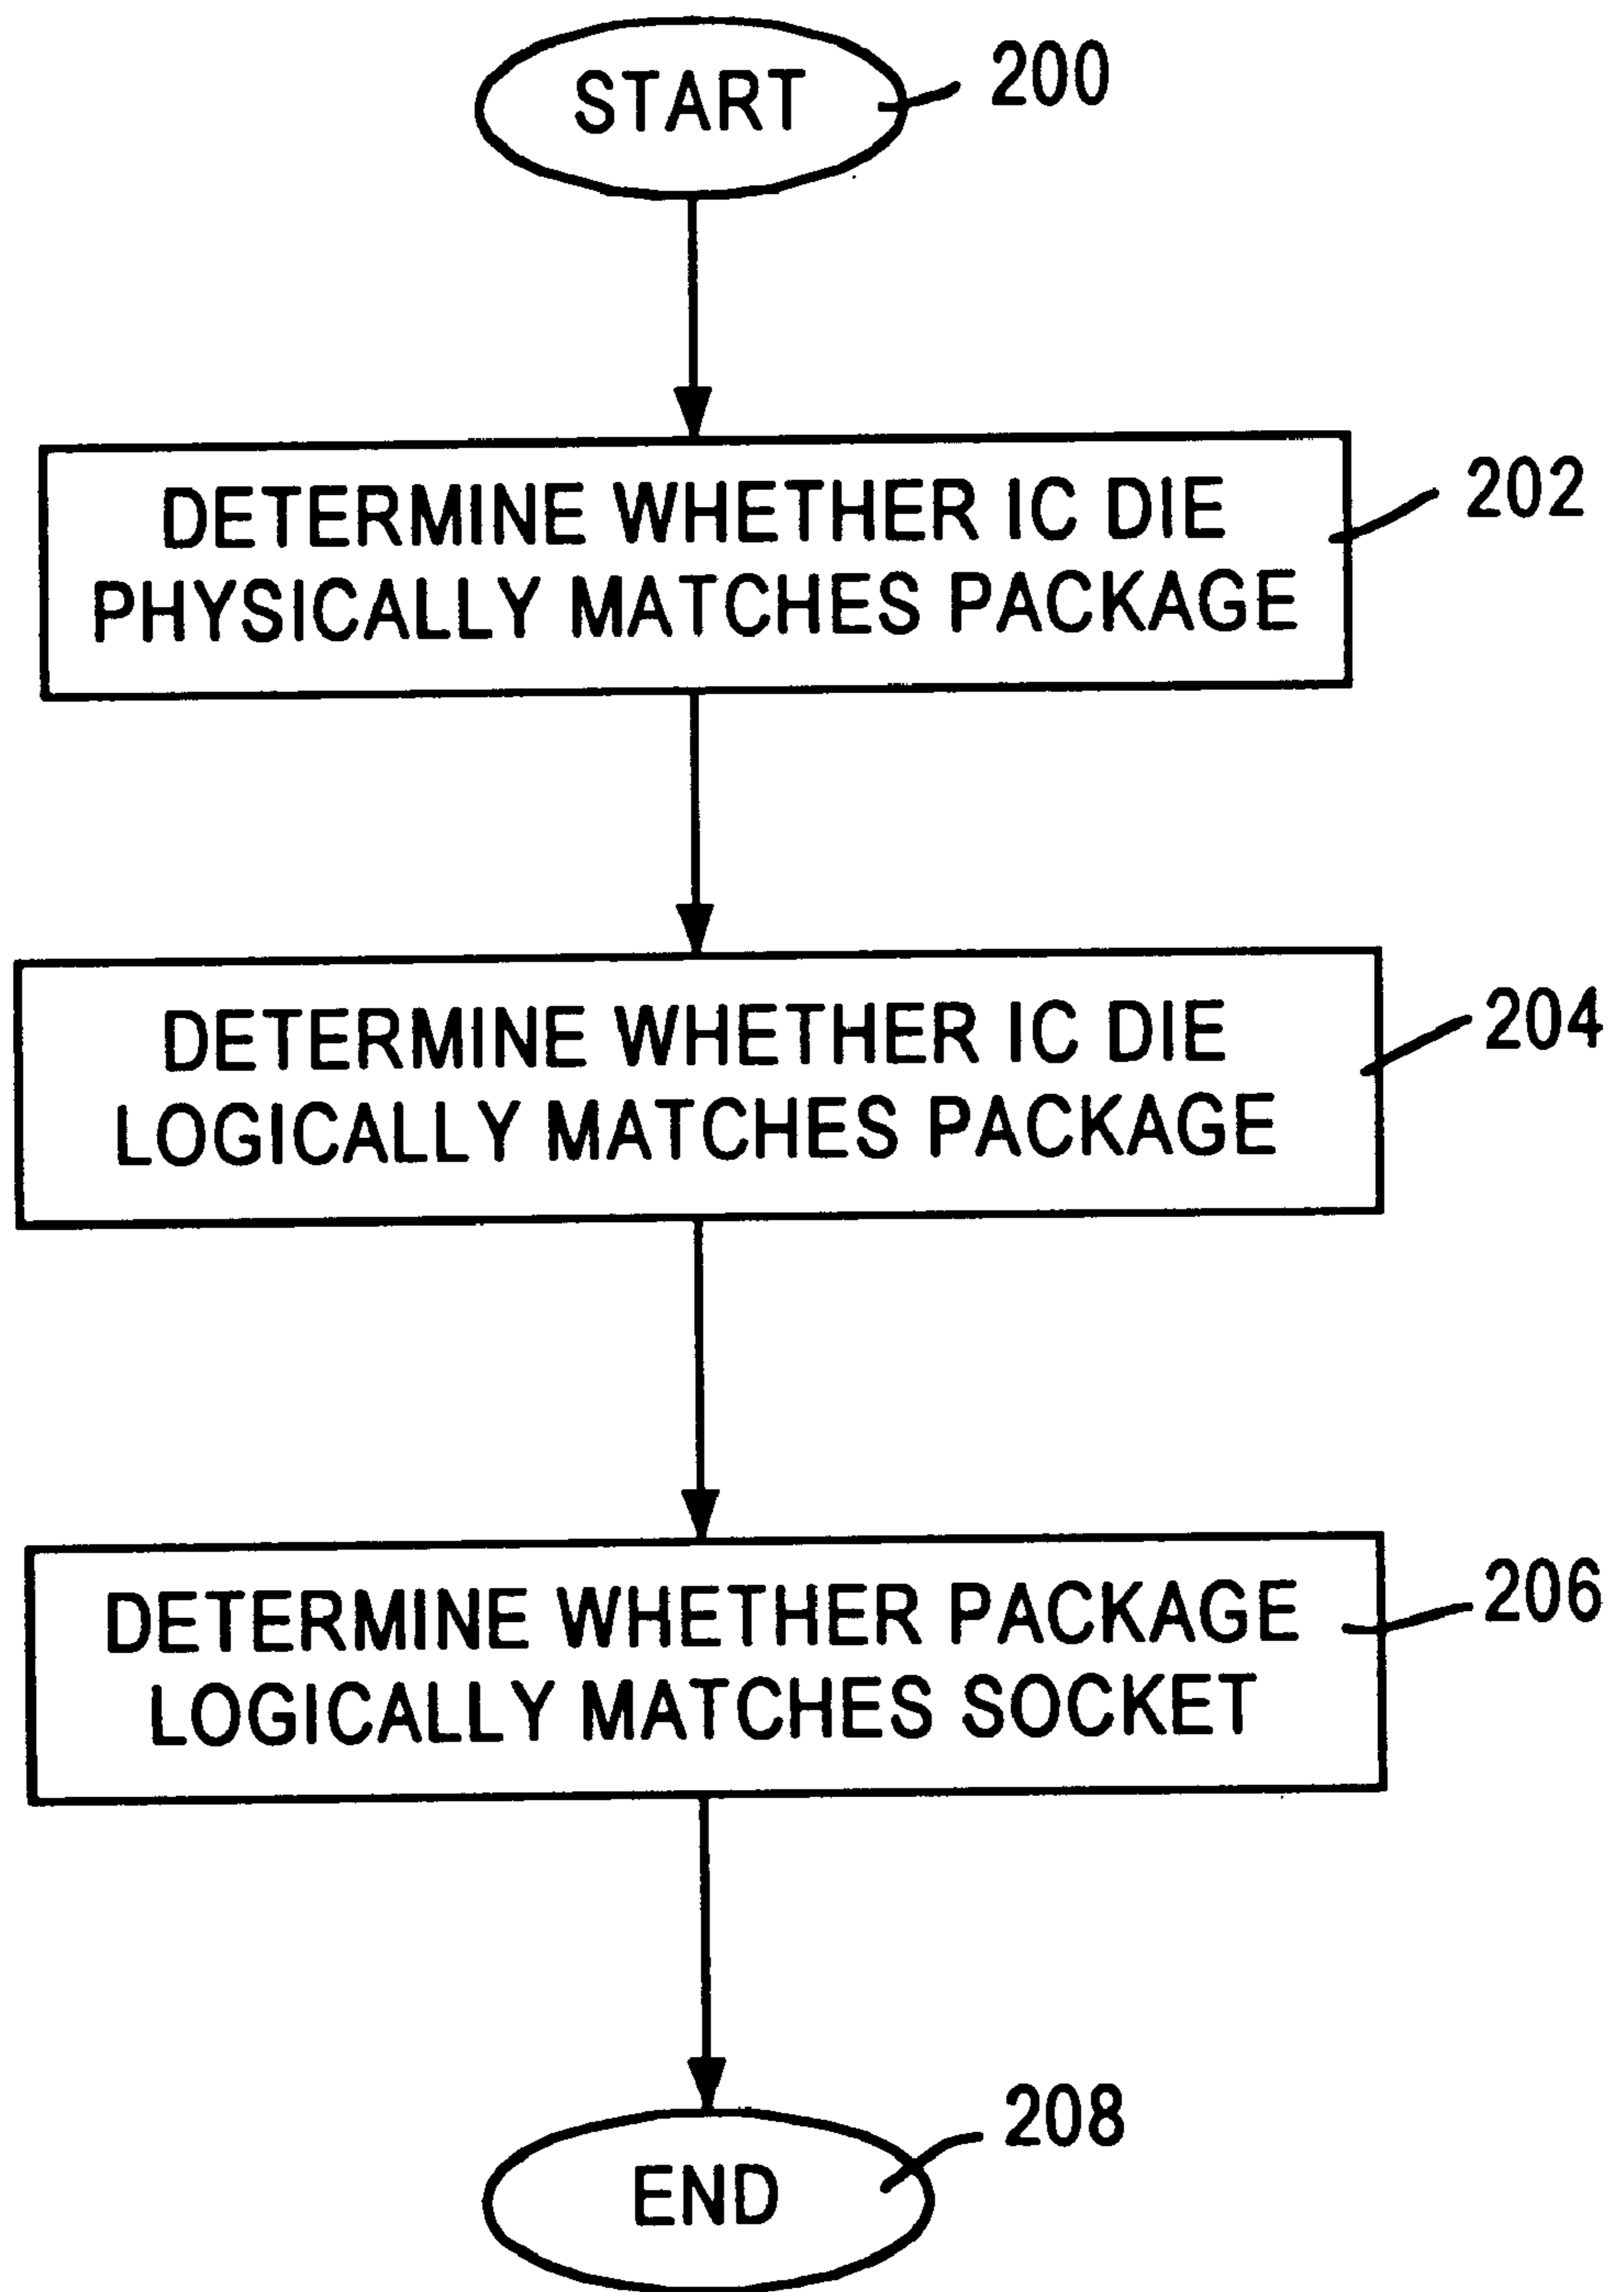 START
200
DETERMINE WHETHER IC DIE
PHYSICALLY MATCHES PACKAGE
202
DETERMINE WHETHER IC DIE
LOGICALLY MATCHES PACKAGE
204
DETERMINE WHETHER PACKAGE
LOGICALLY MATCHES SOCKET
206
END
208